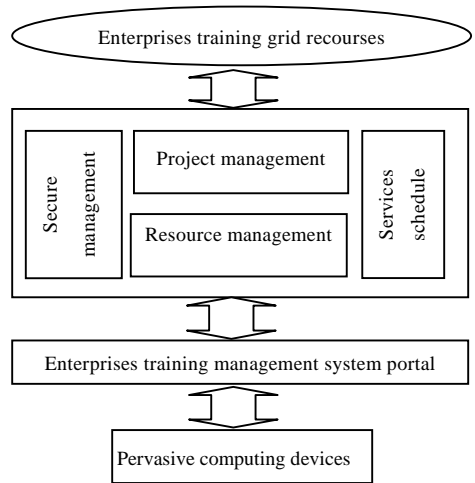 Enterprises training grid recourses
Secure
management
Project management
Resource management
Services
schedule
Enterprises training management system portal
Pervasive computing devices